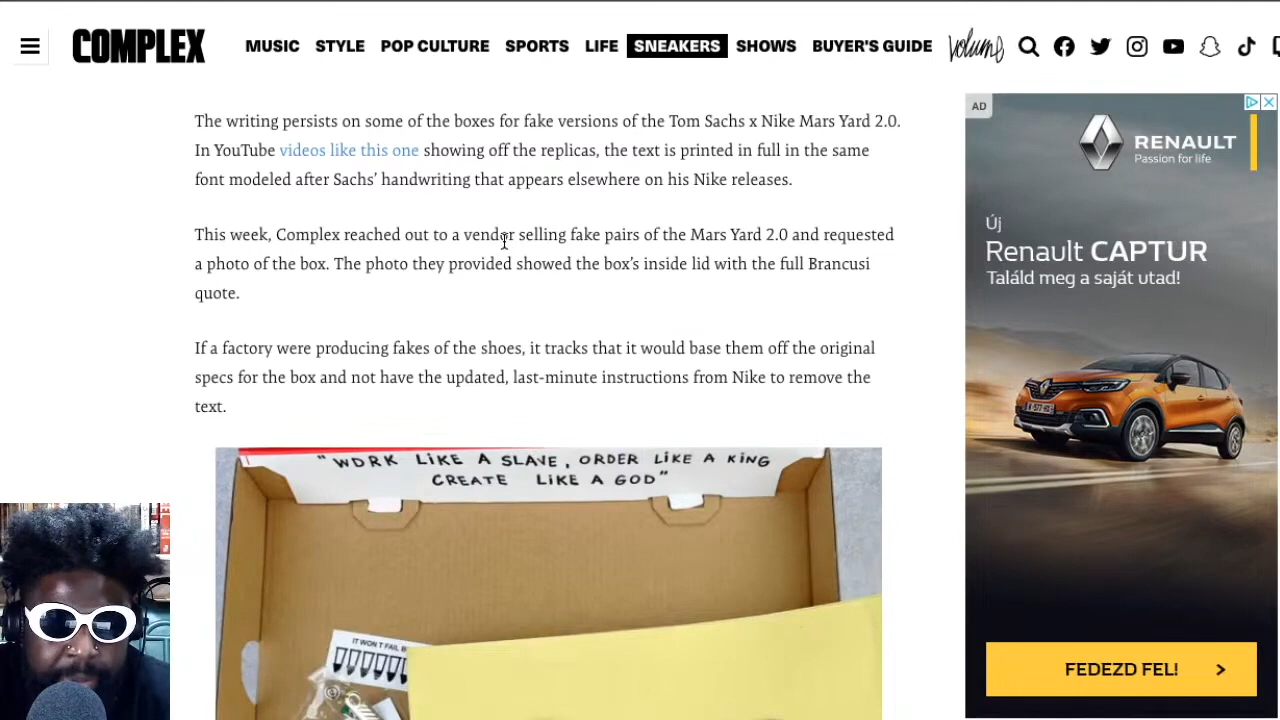 COMPLEX
MUSIC STYLE POP CULTURE SPORTS LIFE SNEAKERS SHOWS BUYER'S GUIDE Volume
The writing persists on some of the boxes for fake versions of the Tom Sachs x Nike Mars Yard 2.0.
In YouTube videos like this one showing off the replicas, the text is printed in full in the same
font modeled after Sachs’ handwriting that appears elsewhere on his Nike releases.
This week, Complex reached out to a vendor selling fake pairs of the Mars Yard 2.0 and requested
a photo of the box. The photo they provided showed the box’s inside lid with the full Brancusi
quote.
If a factory were producing fakes of the shoes, it tracks that it would base them off the original
specs for the box and not have the updated, last-minute instructions from Nike to remove the
text.
"WORK LIKE A SLAVE, ORDER LIKE A KING
CREATE LIKE A GOD"
IT WON'T FAIL B
AD
RENAULT
Passion for life
Új
Renault CAPTUR
Találd meg a saját utad!
FEDEZD FEL!